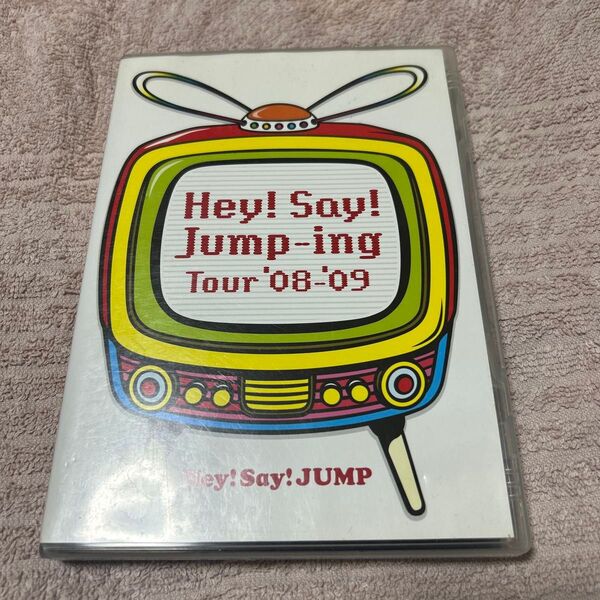 Hey! Say!
Jump-ing
Tour '08-'09
Hey! Say! JUMP